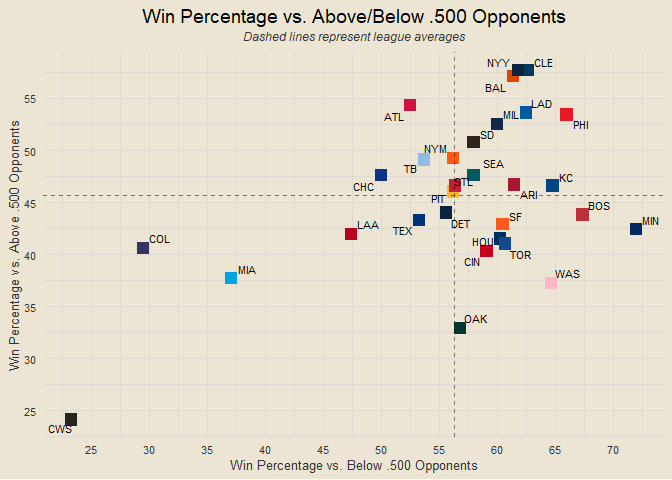 Win Percentage vs. Above/Below .500 Opponents
Dashed lines represent league averages
Win Percentage vs. Above .500 Opponents
55
50
45
40
35
30
25
NYY
CLE
BAL
ATL
LAD
MIL
PHI
SD
NYM
TB
SEA
CHC
STL
KC
ARI
PIT
BOS
DET
SF
MIN
LAA
TEX
COL
HOU
TOR
CIN
MIA
WAS
OAK
CWS
25 30 35 40 45 50 55 60 65 70
Win Percentage vs. Below .500 Opponents